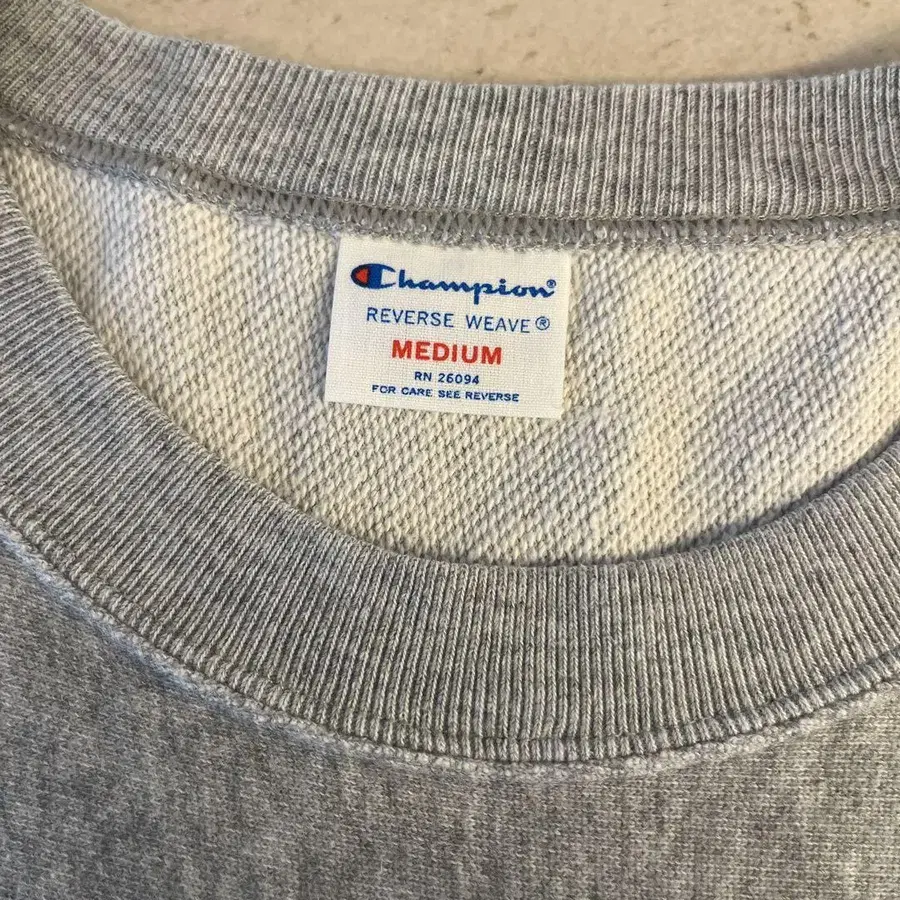 Champion®
REVERSE WEAVE®
MEDIUM
RN 26094
FOR CARE SEE REVERSE